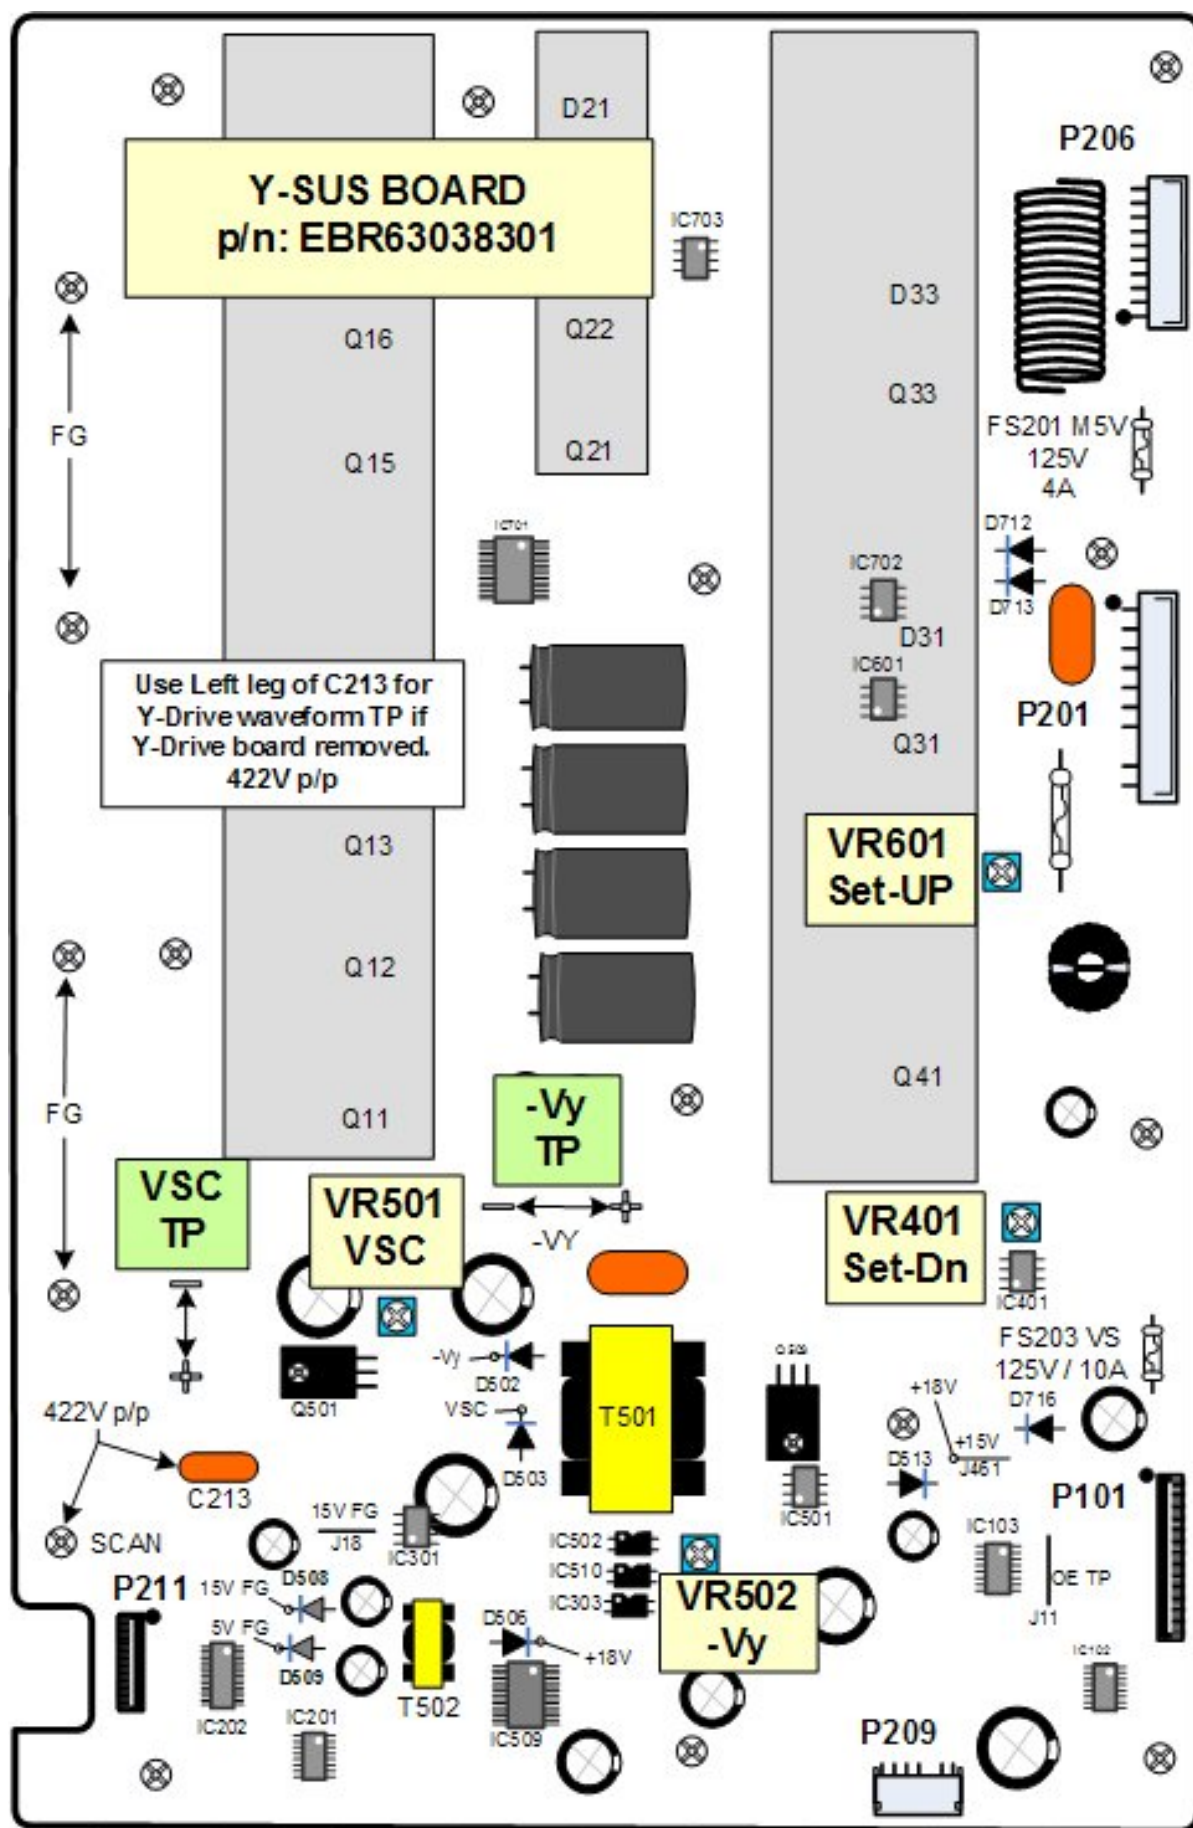 D21
P206
Y-SUS BOARD
p/n: EBR63038301
IC703
D33
Q16
Q22
Q33
FG
FS201 M5V
125V
4A
Q15
Q21
D712
IC701
IC702
D713
D31
IC601
P201
Use Left leg of C213 for
Y-Drive waveform TP if
Y-Drive board removed.
422V p/p
Q31
Q13
VR601
Set-UP
Q12
Q41
-Vy
TP
FG
Q11
VSC
TP
VR501
VSC
-VY
VR401
Set-Dn
IC401
FS203 VS
125V / 10A
-Vy
D502
Q501
VSC
T501
+18V
D716
422V p/p
+15V
J461
D503
D513
C213
P101
15V FG
J18
IC301
IC501
SCAN
IC502
IC103
P211
D508
IC510
OE TP
15V FG
IC303
VR502
-Vy
J11
5V FG
D506
+18V
D509
IC102
T502
IC202
IC201
IC509
P209